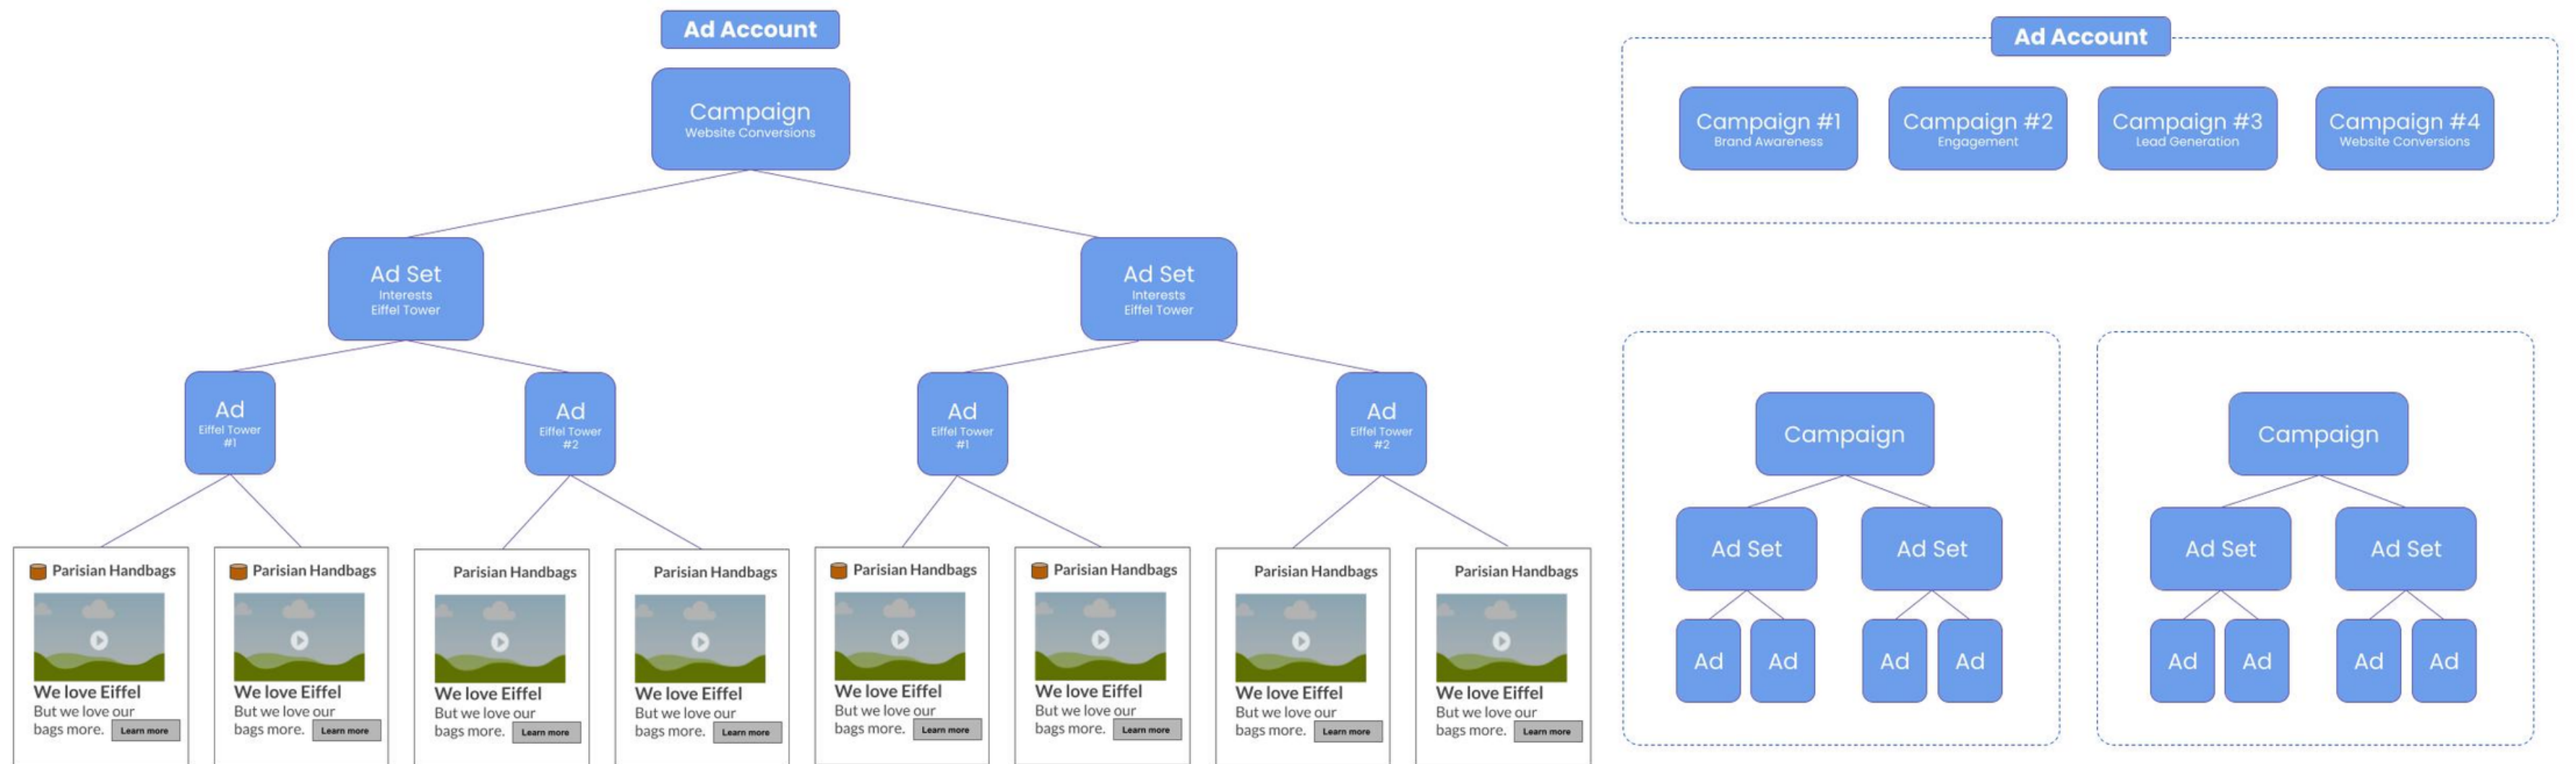 Ad Account
Campaign
Website Conversions
Ad Set
Interests
Eiffel Tower
Ad Set
Interests
Eiffel Tower
Ad
Eiffel Tower
#1
Ad
Eiffel Tower
#2
Ad
Eiffel Tower
#1
Ad
Eiffel Tower
#2
Parisian Handbags
We love Eiffel
But we love our
bags more.
Learn more
Parisian Handbags
We love Eiffel
But we love our
bags more.
Learn more
Parisian Handbags
We love Eiffel
But we love our
bags more.
Learn more
Parisian Handbags
We love Eiffel
But we love our
bags more.
Learn more
Parisian Handbags
We love Eiffel
But we love our
bags more.
Learn more
Parisian Handbags
We love Eiffel
But we love our
bags more.
Learn more
Parisian Handbags
We love Eiffel
But we love our
bags more.
Learn more
Parisian Handbags
We love Eiffel
But we love our
bags more.
Learn more
Ad Account
Campaign #1
Brand Awareness
Campaign #2
Engagement
Campaign #3
Lead Generation
Campaign #4
Website Conversions
Campaign
Ad Set
Ad Set
Ad
Ad
Ad
Ad
Campaign
Ad Set
Ad Set
Ad
Ad
Ad
Ad